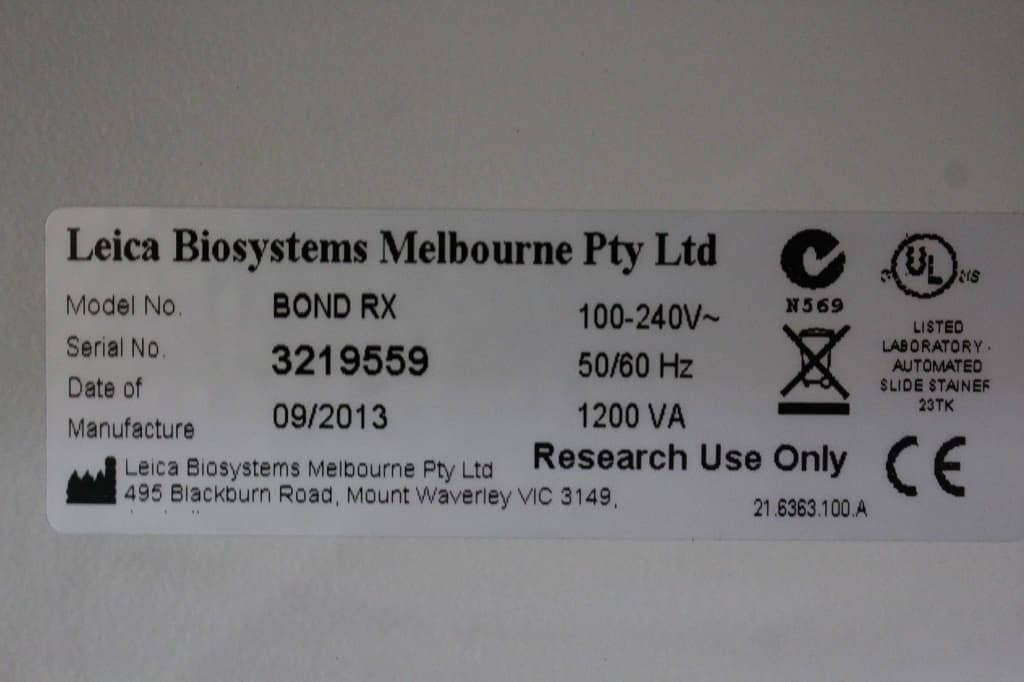 Leica Biosystems Melbourne Pty Ltd
Model No. BOND RX 100-240V~
Serial No. 3219559 50/60 Hz
Date of
Manufacture 09/2013 1200 VA
Research Use Only
Leica Biosystems Melbourne Pty Ltd
495 Blackburn Road, Mount Waverley VIC 3149,
21.6363.100.A
N569
UL
LISTED
LABORATORY -
AUTOMATED
SLIDE STAINER
23TK
CE